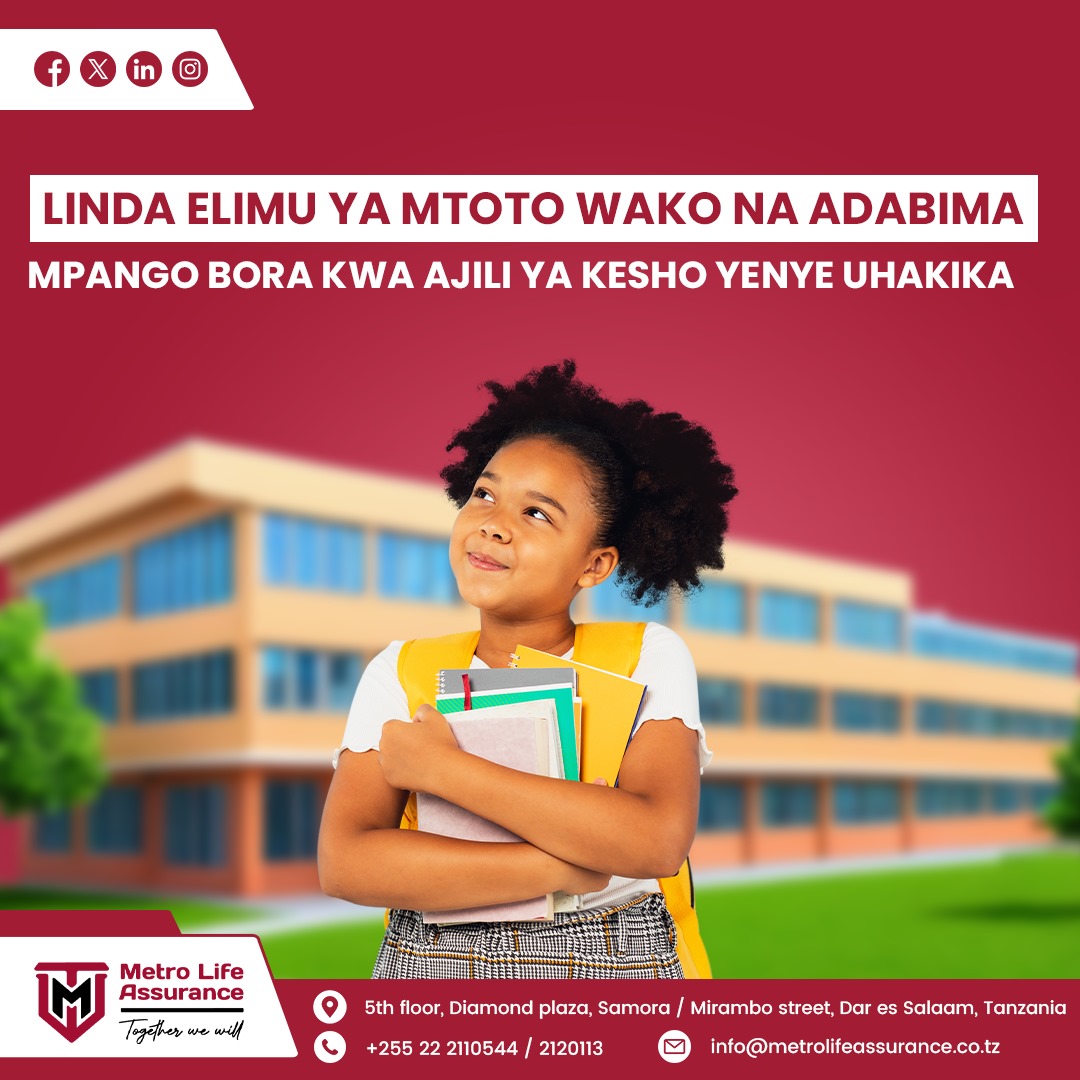 LINDA ELIMU YA MTOTO WAKO NA ADABIMA
MPANGO BORA KWA AJILI YA KESHO YENYE UHAKIKA
Metro Life
Assurance
Together we will
5th floor, Diamond plaza, Samora / Mirambo street, Dar es Salaam, Tanzania
+255 22 2110544 / 2120113
info@metrolifeassurance.co.tz